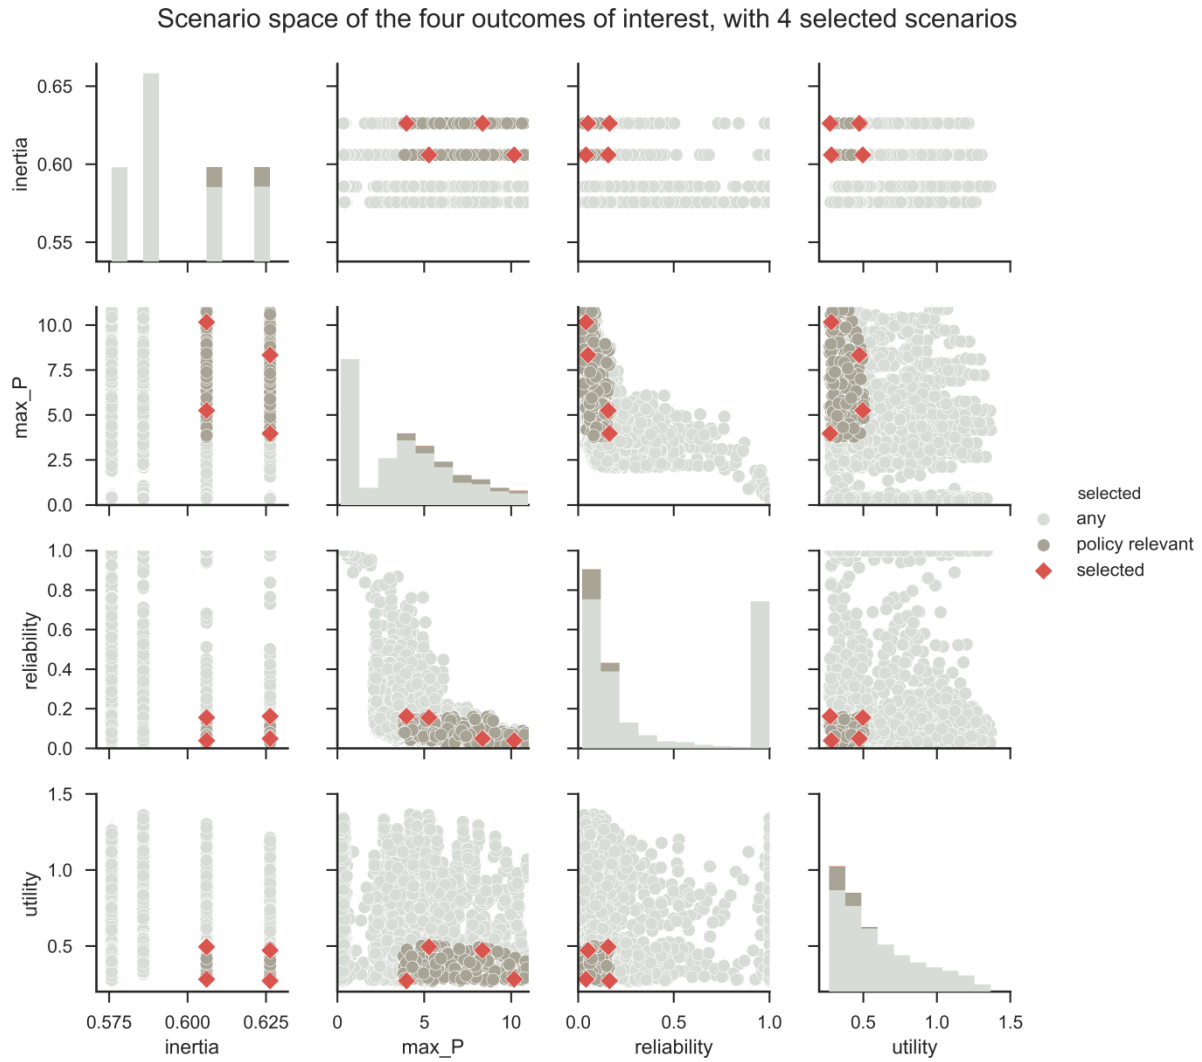 Scenario space of the four outcomes of interest, with 4 selected scenarios
0.65
0.60
0.55
inertia
10.0
7.5
5.0
2.5
0.0
max_P
1.0
0.8
0.6
0.4
0.2
0.0
reliability
1.5
1.0
0.5
utility
0.575 0.600 0.625
inertia
0 5 10
max_P
0.0 0.5 1.0
reliability
0.5 1.0 1.5
utility
selected
any
policy relevant
selected